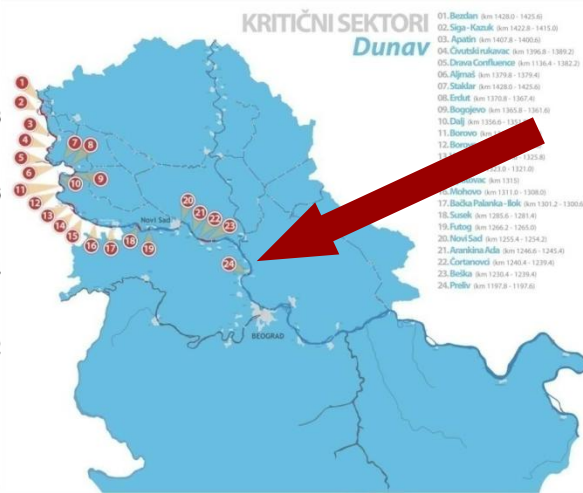 KRITIČNI SEKTORI
Dunav
01. Bezdan (km 1428.0 - 1425.6)
02. Siga - Kazuk (km 1422.8 - 1415.0)
03. Apatin (km 1407.8 - 1400.6)
04. Čivutski rukavac (km 1396.8 - 1389.2)
05. Drava Confluence (km 1136.4 - 1382.2)
06. Aljmaš (km 1379.8 - 1379.4)
07. Staklar (km 1428.0 - 1425.6)
08. Erdut (km 1370.8 - 1367.4)
09. Bogojevo (km 1365.8 - 1361.6)
10. Dalj (km 1356.6 -
11. Borovo
12. Borovo
1325.8)
1321.0)
(km 1315)
Mohovo (km 1311.0 - 1308.0)
17. Bačka Palanka - Ilok (km 1301.2 - 1300.0
18. Susek (km 1285.6 - 1281.4)
19. Futog (km 1266.2 - 1265.0)
20. Novi Sad (km 1255.4 - 1254.2)
21. Arankina Ada (km 1246.6 - 1245.4)
22. Čortanovci (km 1240.4 - 1239.4)
23. Beška (km 1230.4 - 1239.4)
24. Preliv (km 1197.8 - 1197.6)
1
2
3
4
5
6
7
8
9
10
11
12
13
14
15
16
17
18
19
20
21
22
23
24
Novi Sad
BEOGRAD